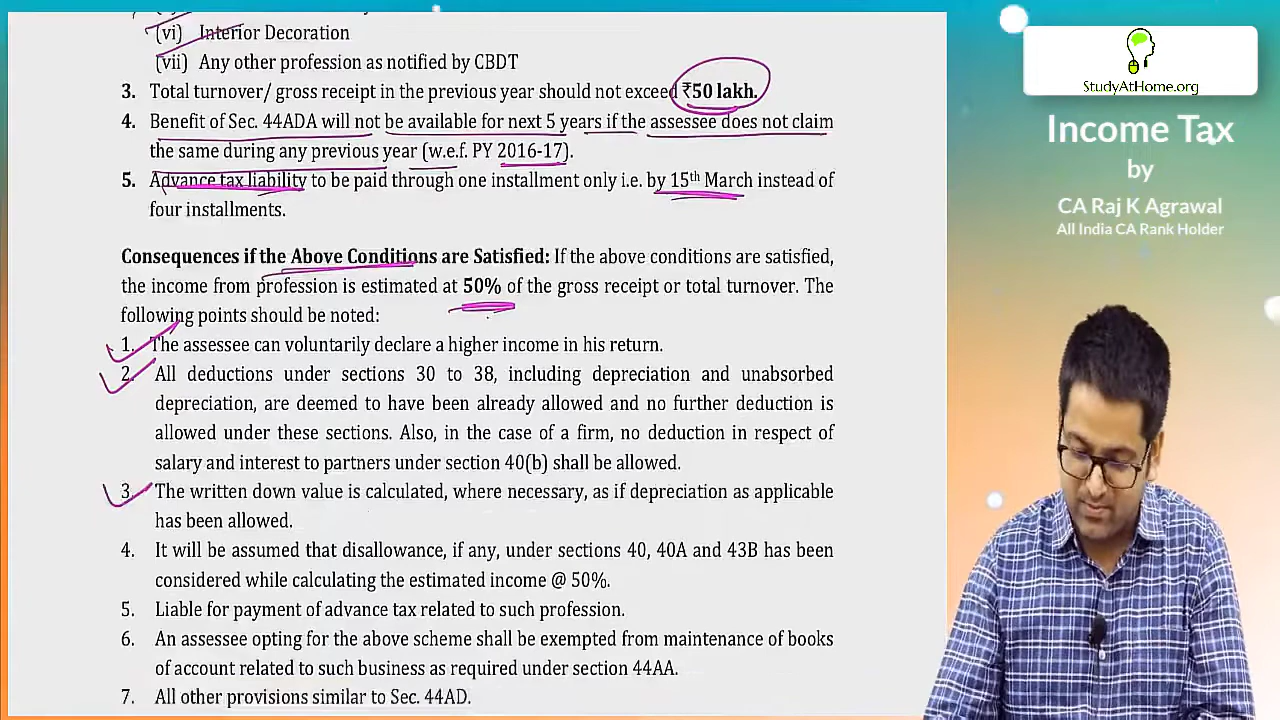 (vi) Interior Decoration
(vii) Any other profession as notified by CBDT
3. Total turnover/ gross receipt in the previous year should not exceed ₹50 lakh.
4. Benefit of Sec. 44ADA will not be available for next 5 years if the assessee does not claim
the same during any previous year (w.e.f. PY 2016-17).
5. Advance tax liability to be paid through one installment only i.e. by 15th March instead of
four installments.
Consequences if the Above Conditions are Satisfied: If the above conditions are satisfied,
the income from profession is estimated at 50% of the gross receipt or total turnover. The
following points should be noted:
1. The assessee can voluntarily declare a higher income in his return.
2. All deductions under sections 30 to 38, including depreciation and unabsorbed
depreciation, are deemed to have been already allowed and no further deduction is
allowed under these sections. Also, in the case of a firm, no deduction in respect of
salary and interest to partners under section 40(b) shall be allowed.
3. The written down value is calculated, where necessary, as if depreciation as applicable
has been allowed.
4. It will be assumed that disallowance, if any, under sections 40, 40A and 43B has been
considered while calculating the estimated income @ 50%.
5. Liable for payment of advance tax related to such profession.
6. An assessee opting for the above scheme shall be exempted from maintenance of books
of account related to such business as required under section 44AA.
7. All other provisions similar to Sec. 44AD.
StudyAtHome.org
Income Tax
by
CA Raj K Agrawal
All India CA Rank Holder